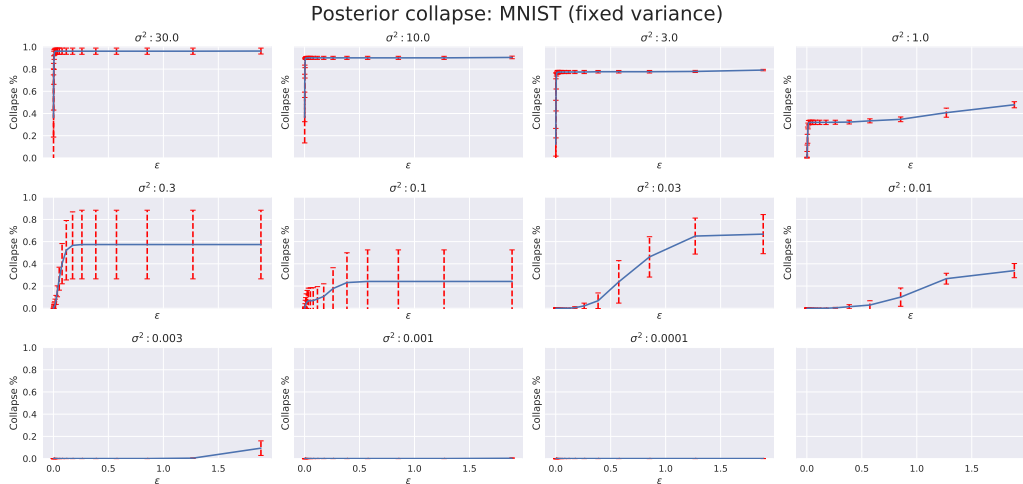 Posterior collapse: MNIST (fixed variance)
σ² : 30.0
σ² : 10.0
σ² : 3.0
σ² : 1.0
1.0
0.8
0.6
0.4
0.2
0.0
Collapse %
Collapse %
Collapse %
Collapse %
ε
ε
ε
ε
σ² : 0.3
σ² : 0.1
σ² : 0.03
σ² : 0.01
1.0
0.8
0.6
0.4
0.2
0.0
Collapse %
Collapse %
Collapse %
Collapse %
ε
ε
ε
ε
σ² : 0.003
σ² : 0.001
σ² : 0.0001
1.0
0.8
0.6
0.4
0.2
0.0
Collapse %
Collapse %
Collapse %
0.0 0.5 1.0 1.5
0.0 0.5 1.0 1.5
0.0 0.5 1.0 1.5
0.0 0.5 1.0 1.5
ε
ε
ε